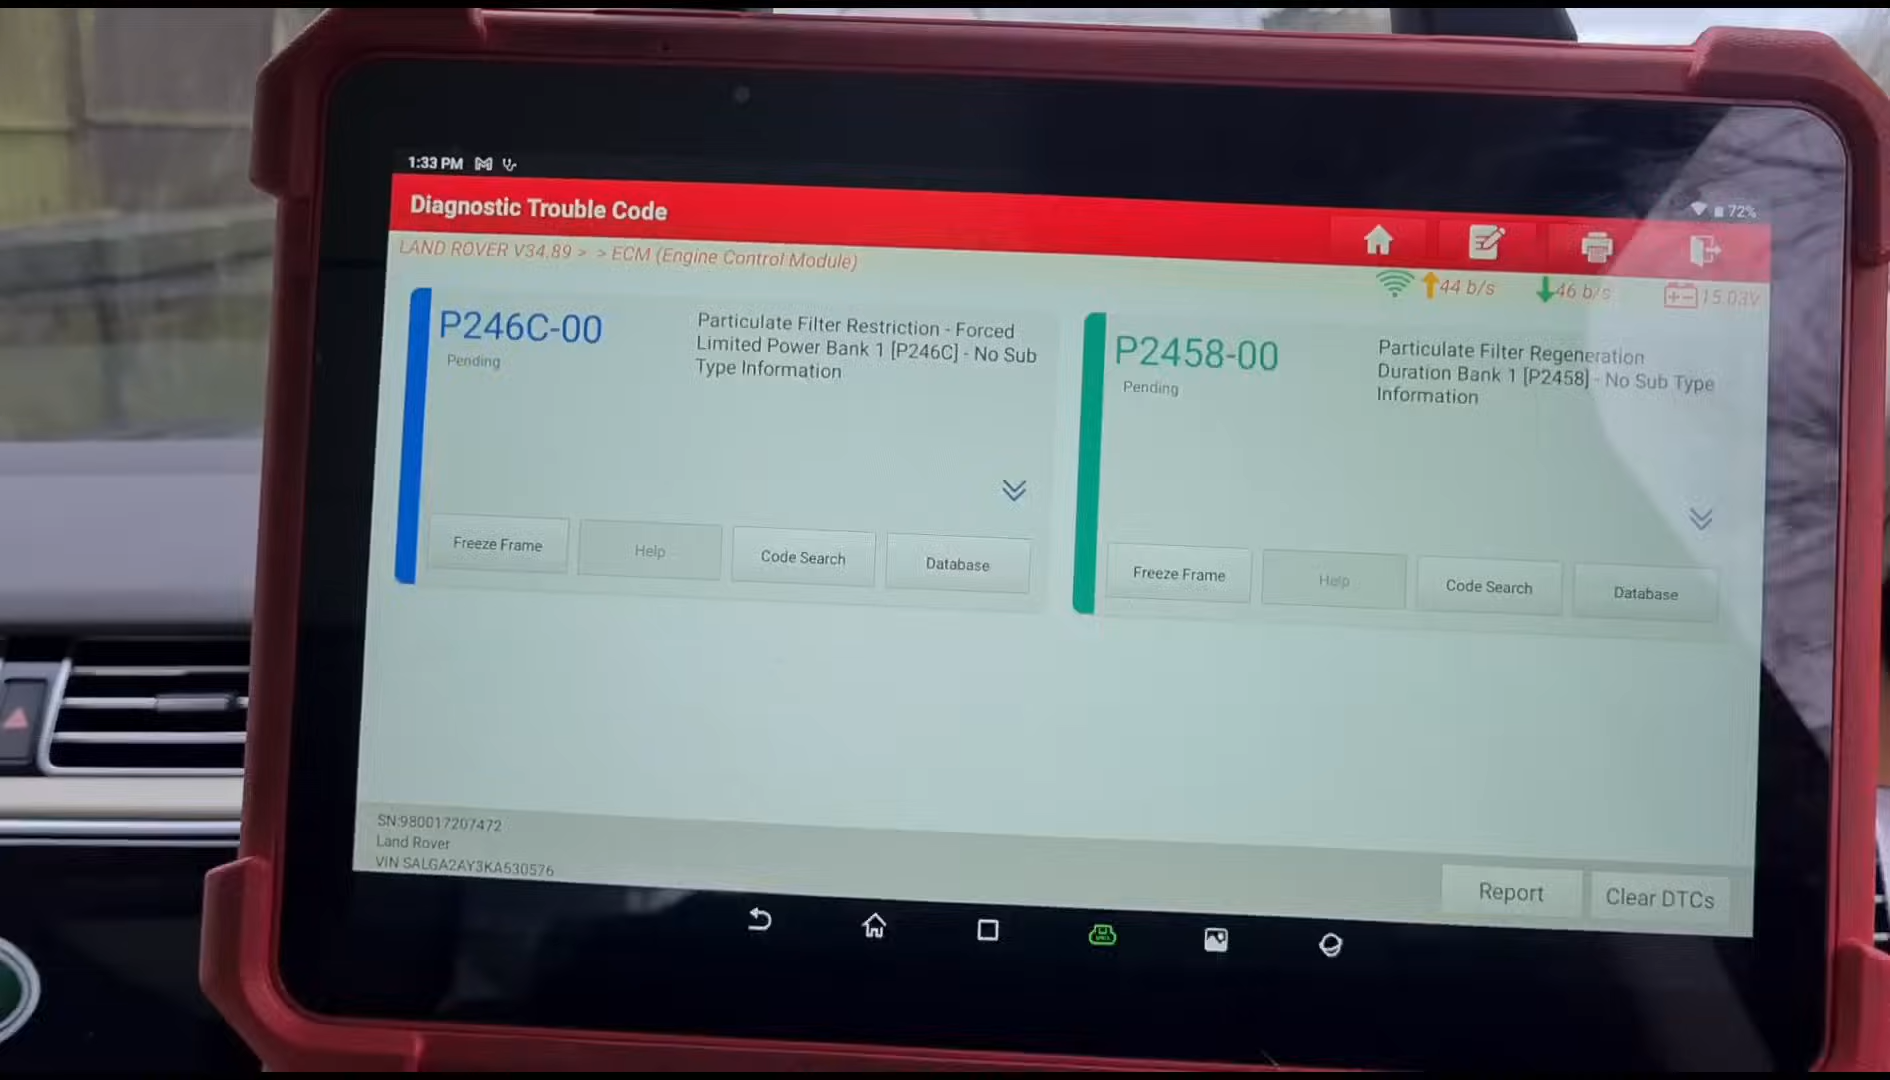 1:33 PM
72%
Diagnostic Trouble Code
LAND ROVER V34.89 > > ECM (Engine Control Module)
44 b/s
46 b/s
15.03V
P246C-00
Pending
Particulate Filter Restriction - Forced
Limited Power Bank 1 [P246C] - No Sub
Type Information
Freeze Frame
Help
Code Search
Database
P2458-00
Pending
Particulate Filter Regeneration
Duration Bank 1 [P2458] - No Sub Type
Information
Freeze Frame
Help
Code Search
Database
SN:980017207472
Land Rover
VIN SALGA2AY3KA530576
Report
Clear DTCs